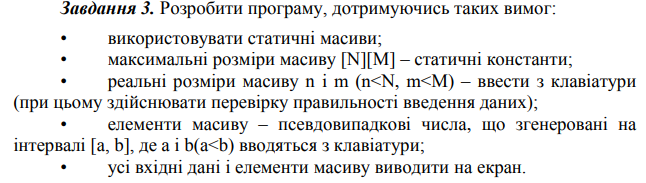 Завдання 3. Розробити програму, дотримуючись таких вимог:
• використовувати статичні масиви;
• максимальні розміри масиву [N][M] – статичні константи;
• реальні розміри масиву n і m (n<N, m<M) – ввести з клавіатури
(при цьому здійснювати перевірку правильності введення даних);
• елементи масиву – псевдовипадкові числа, що згенеровані на
інтервалі [a, b], де a і b(a<b) вводяться з клавіатури;
• усі вхідні дані і елементи масиву виводити на екран.